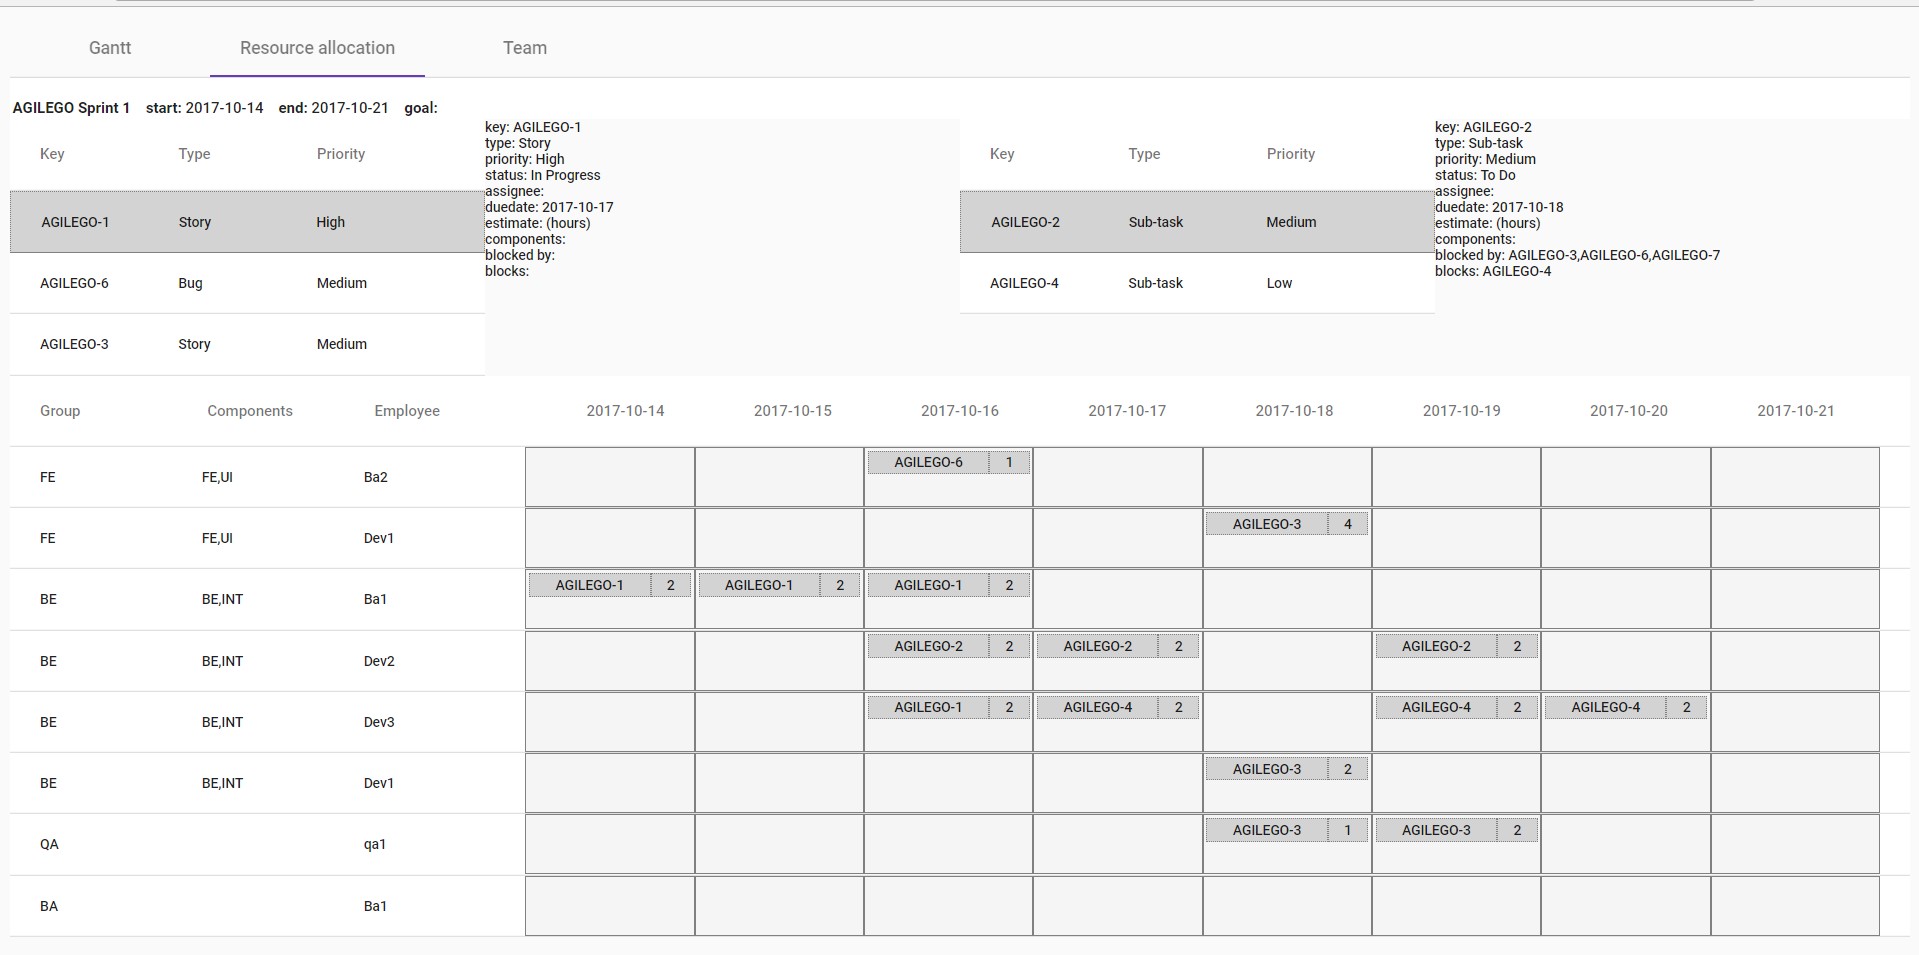 Gantt Resource allocation Team
AGILEGO Sprint 1 start: 2017-10-14 end: 2017-10-21 goal:
Key Type Priority
AGILEGO-1 Story High
AGILEGO-6 Bug Medium
AGILEGO-3 Story Medium
key: AGILEGO-1
type: Story
priority: High
status: In Progress
assignee:
duedate: 2017-10-17
estimate: (hours)
components:
blocked by:
blocks:
Key Type Priority
AGILEGO-2 Sub-task Medium
AGILEGO-4 Sub-task Low
key: AGILEGO-2
type: Sub-task
priority: Medium
status: To Do
assignee:
duedate: 2017-10-18
estimate: (hours)
components:
blocked by: AGILEGO-3,AGILEGO-6,AGILEGO-7
blocks: AGILEGO-4
Group Components Employee 2017-10-14 2017-10-15 2017-10-16 2017-10-17 2017-10-18 2017-10-19 2017-10-20 2017-10-21
FE FE,UI Ba2 AGILEGO-6 1
FE FE,UI Dev1 AGILEGO-3 4
BE BE,INT Ba1 AGILEGO-1 2 AGILEGO-1 2 AGILEGO-1 2
BE BE,INT Dev2 AGILEGO-2 2 AGILEGO-2 2 AGILEGO-2 2
BE BE,INT Dev3 AGILEGO-1 2 AGILEGO-4 2 AGILEGO-4 2 AGILEGO-4 2
BE BE,INT Dev1 AGILEGO-3 2
QA qa1 AGILEGO-3 1 AGILEGO-3 2
BA Ba1